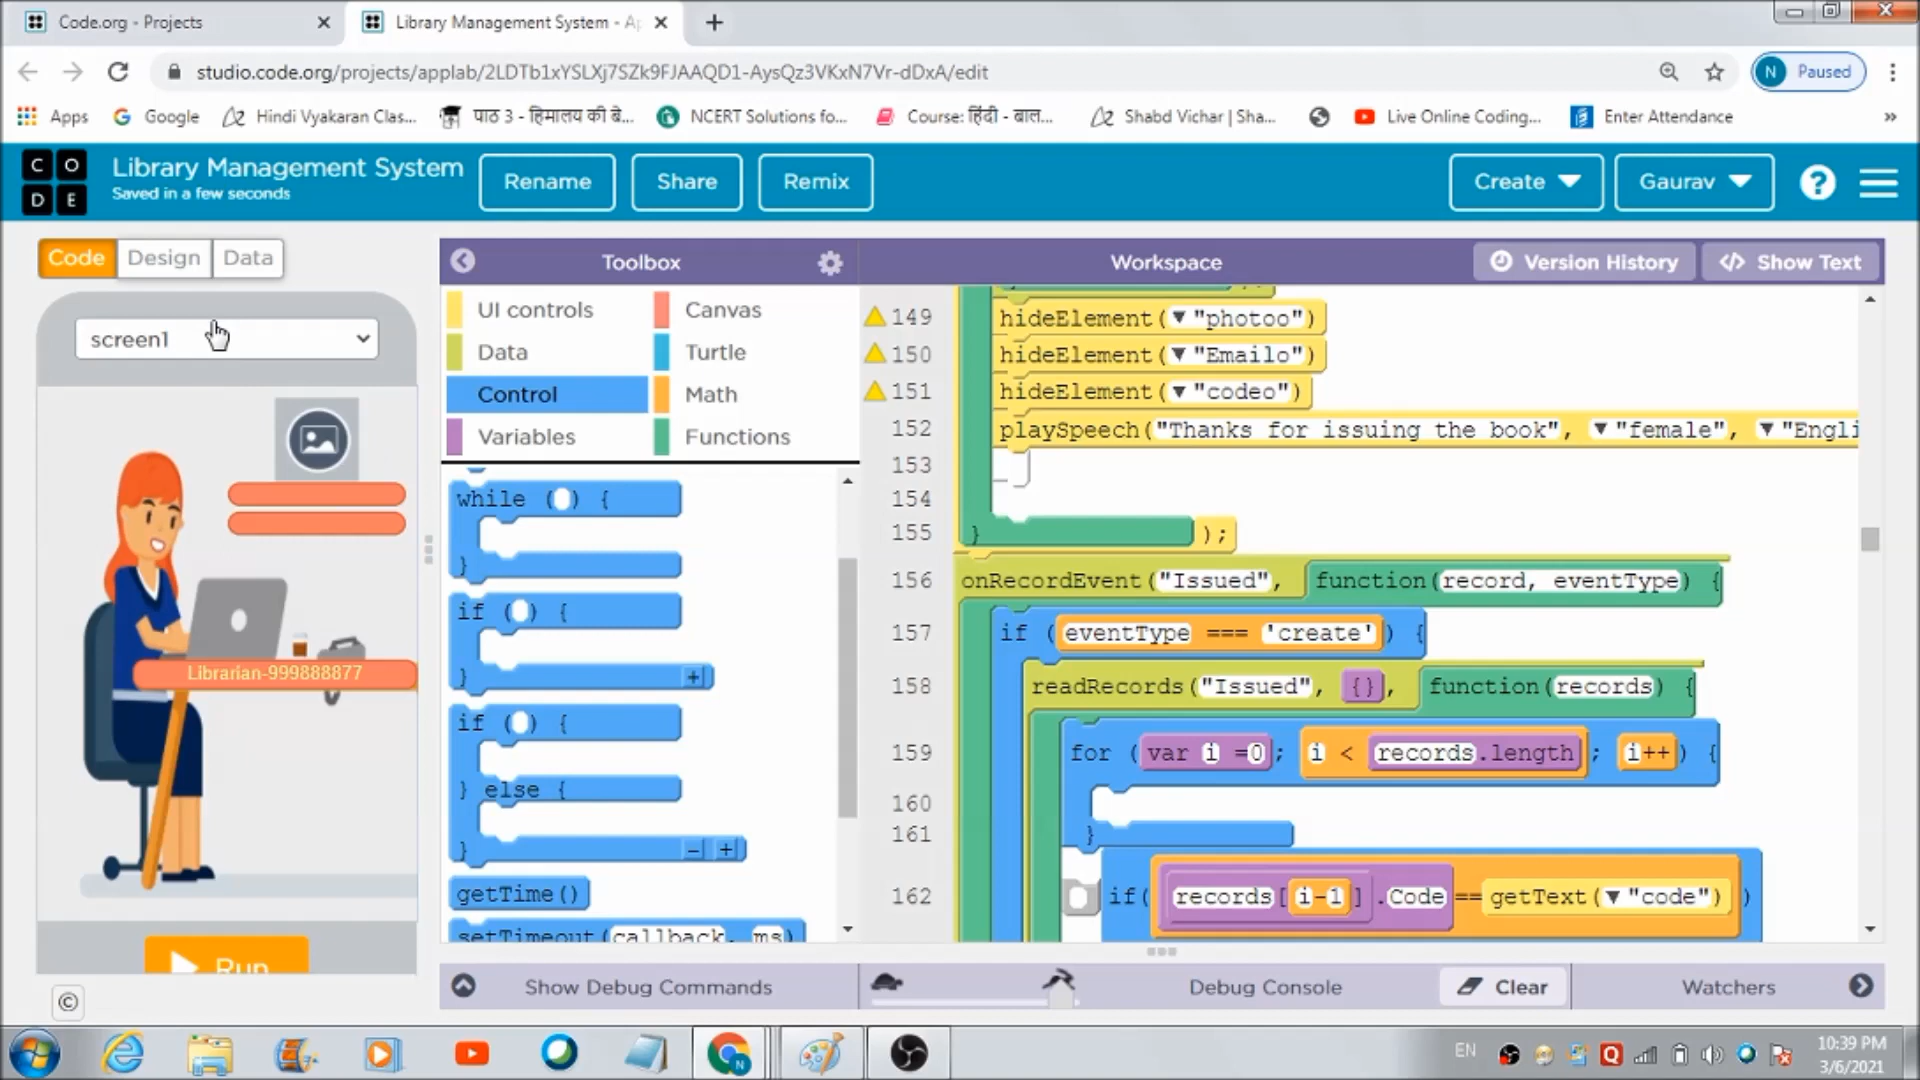 Code.org - Projects
Library Management System - Ap
studio.code.org/projects/applab/2LDTb1xYSLXj7SZk9FJAAQD1-AysQz3VKxN7Vr-dDxA/edit
N Paused
Apps
Google
Hindi Vyakaran Clas...
पाठ 3 - हिमालय की बे...
NCERT Solutions fo...
Course: हिंदी - बाल...
Shabd Vichar | Sha...
Live Online Coding...
Enter Attendance
»
C O
D E
Library Management System
Saved in a few seconds
Rename
Share
Remix
Create
Gaurav
?
Code
Design
Data
Toolbox
Workspace
Version History
</> Show Text
screen1
Librarian-999888877
Run
UI controls
Canvas
Data
Turtle
Control
Math
Variables
Functions
while () {
}
if () {
}
if () {
} else {
}
getTime()
setTimeout(callback, ms)
149 hideElement(▼"photoo")
150 hideElement(▼"Emailo")
151 hideElement(▼"codeo")
152 playSpeech("Thanks for issuing the book", ▼"female", ▼"Engli
153
154
155 } );
156 onRecordEvent("Issued", function(record, eventType) {
157 if (eventType === 'create') {
158 readRecords("Issued", {}, function(records) {
159 for (var i =0; i < records.length; i++) {
160
161 }
162 if(records[i-1].Code==getText(▼"code"))
©
Show Debug Commands
Debug Console
Clear
Watchers
EN
10:39 PM
3/6/2021